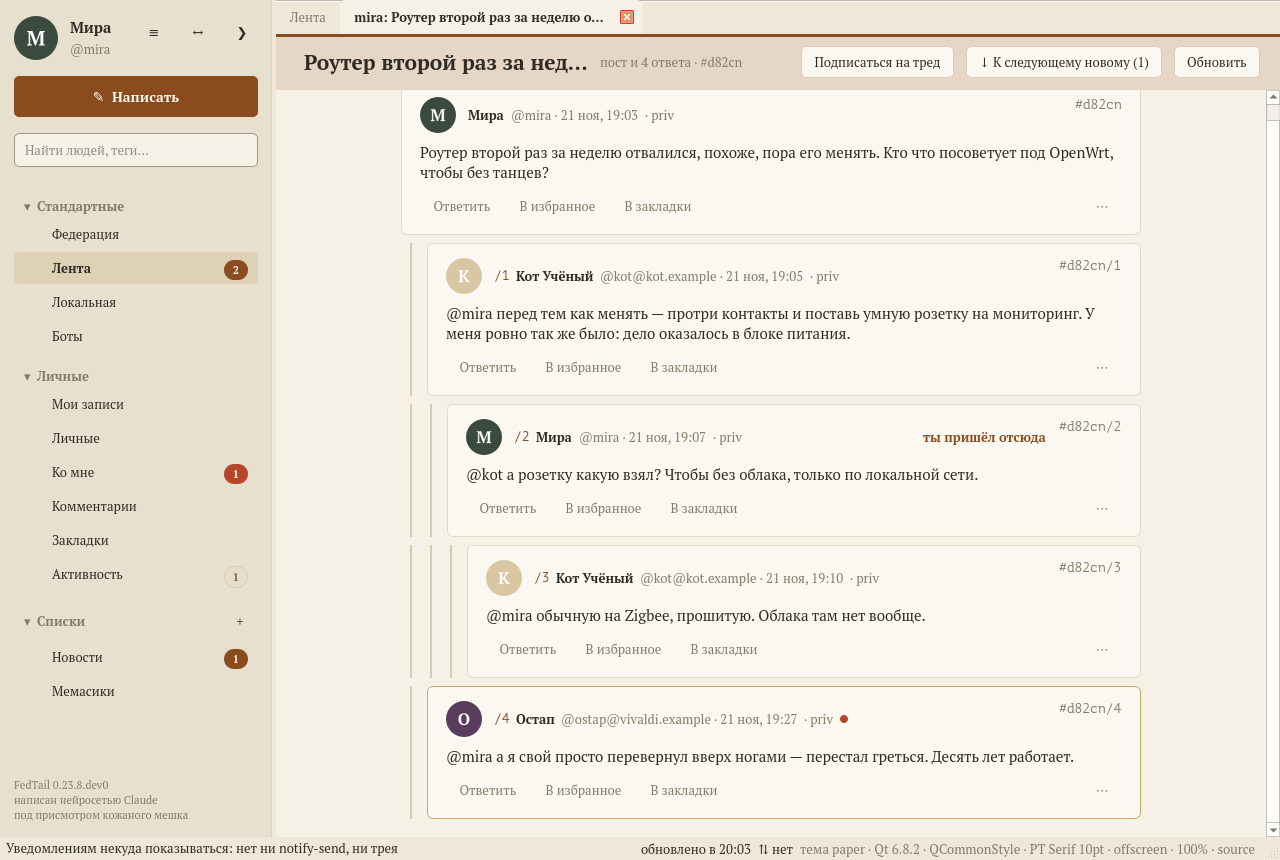 M
Мира
@mira
≡ ↔ ❯
✎ Написать
Найти людей, теги…
▾ Стандартные
Федерация
Лента 2
Локальная
Боты
▾ Личные
Мои записи
Личные
Ко мне 1
Комментарии
Закладки
Активность 1
▾ Списки +
Новости 1
Мемасики
FedTail 0.23.8.dev0
написан нейросетью Claude
под присмотром кожаного мешка
Лента
mira: Роутер второй раз за неделю о…
Роутер второй раз за нед… пост и 4 ответа · #d82cn
Подписаться на тред
↓ К следующему новому (1)
Обновить
M Мира @mira · 21 ноя, 19:03 · priv #d82cn
Роутер второй раз за неделю отвалился, похоже, пора его менять. Кто что посоветует под OpenWrt,
чтобы без танцев?
Ответить В избранное В закладки …
К /1 Кот Учёный @kot@kot.example · 21 ноя, 19:05 · priv #d82cn/1
@mira перед тем как менять — протри контакты и поставь умную розетку на мониторинг. У
меня ровно так же было: дело оказалось в блоке питания.
Ответить В избранное В закладки …
M /2 Мира @mira · 21 ноя, 19:07 · priv ты пришёл отсюда #d82cn/2
@kot а розетку какую взял? Чтобы без облака, только по локальной сети.
Ответить В избранное В закладки …
К /3 Кот Учёный @kot@kot.example · 21 ноя, 19:10 · priv #d82cn/3
@mira обычную на Zigbee, прошитую. Облака там нет вообще.
Ответить В избранное В закладки …
О /4 Остап @ostap@vivaldi.example · 21 ноя, 19:27 · priv #d82cn/4
@mira а я свой просто перевернул вверх ногами — перестал греться. Десять лет работает.
Ответить В избранное В закладки …
Уведомлениям некуда показываться: нет ни notify-send, ни трея
обновлено в 20:03 ⇅ нет тема paper · Qt 6.8.2 · QCommonStyle · PT Serif 10pt · offscreen · 100% · source